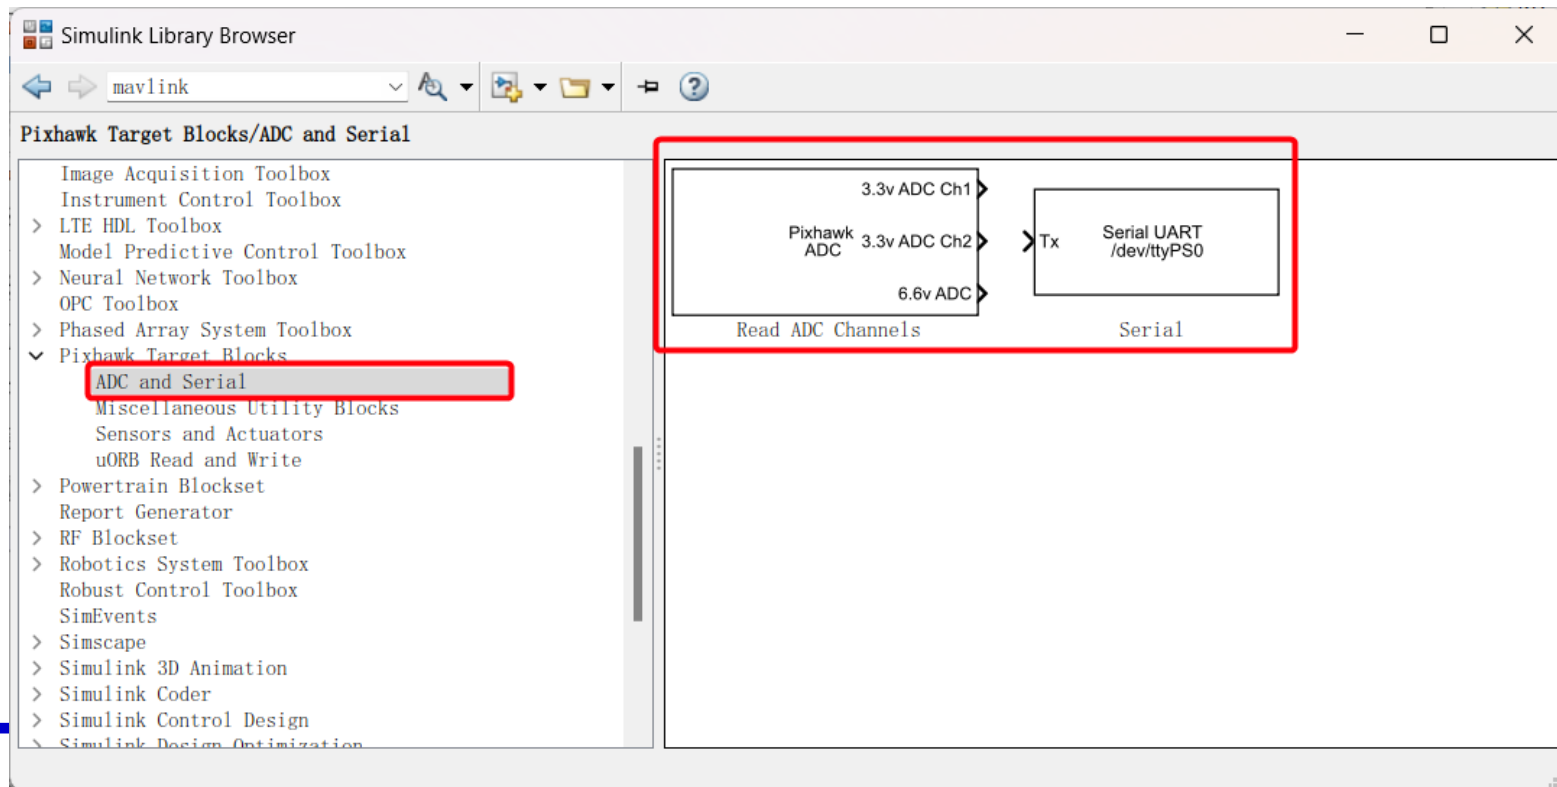 Simulink Library Browser
mavlink
Pixhawk Target Blocks/ADC and Serial
Image Acquisition Toolbox
Instrument Control Toolbox
LTE HDL Toolbox
Model Predictive Control Toolbox
Neural Network Toolbox
OPC Toolbox
Phased Array System Toolbox
Pixhawk Target Blocks
ADC and Serial
Miscellaneous Utility Blocks
Sensors and Actuators
uORB Read and Write
Powertrain Blockset
Report Generator
RF Blockset
Robotics System Toolbox
Robust Control Toolbox
SimEvents
Simscape
Simulink 3D Animation
Simulink Coder
Simulink Control Design
Simulink Design Optimization
3.3v ADC Ch1
Pixhawk
ADC
3.3v ADC Ch2
6.6v ADC
Read ADC Channels
Tx
Serial UART
/dev/ttyPS0
Serial